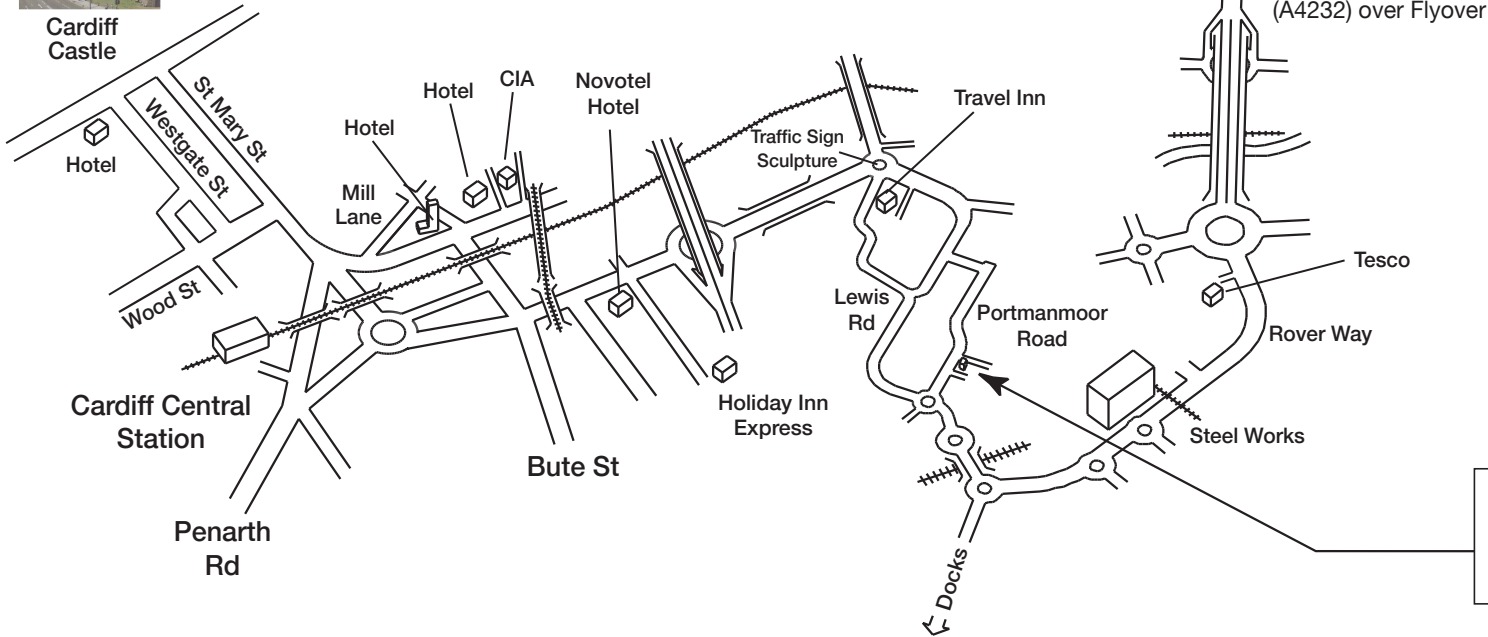 (A4232) over Flyover
Cardiff
Castle
St Mary St
Westgate St
Hotel
Hotel
Hotel
CIA
Novotel
Hotel
Mill
Lane
Wood St
Traffic Sign
Sculpture
Travel Inn
Lewis
Rd
Portmanmoor
Road
Tesco
Rover Way
Steel Works
Cardiff Central
Station
Holiday Inn
Express
Bute St
Penarth
Rd
Docks